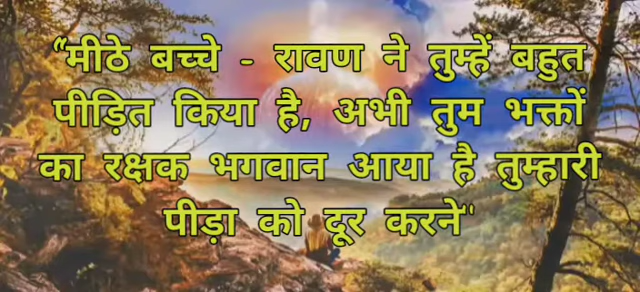 “मीठे बच्चे - रावण ने तुम्हें बहुत
पीड़ित किया है, अभी तुम भक्तों
का रक्षक भगवान आया है तुम्हारी
पीड़ा को दूर करने"